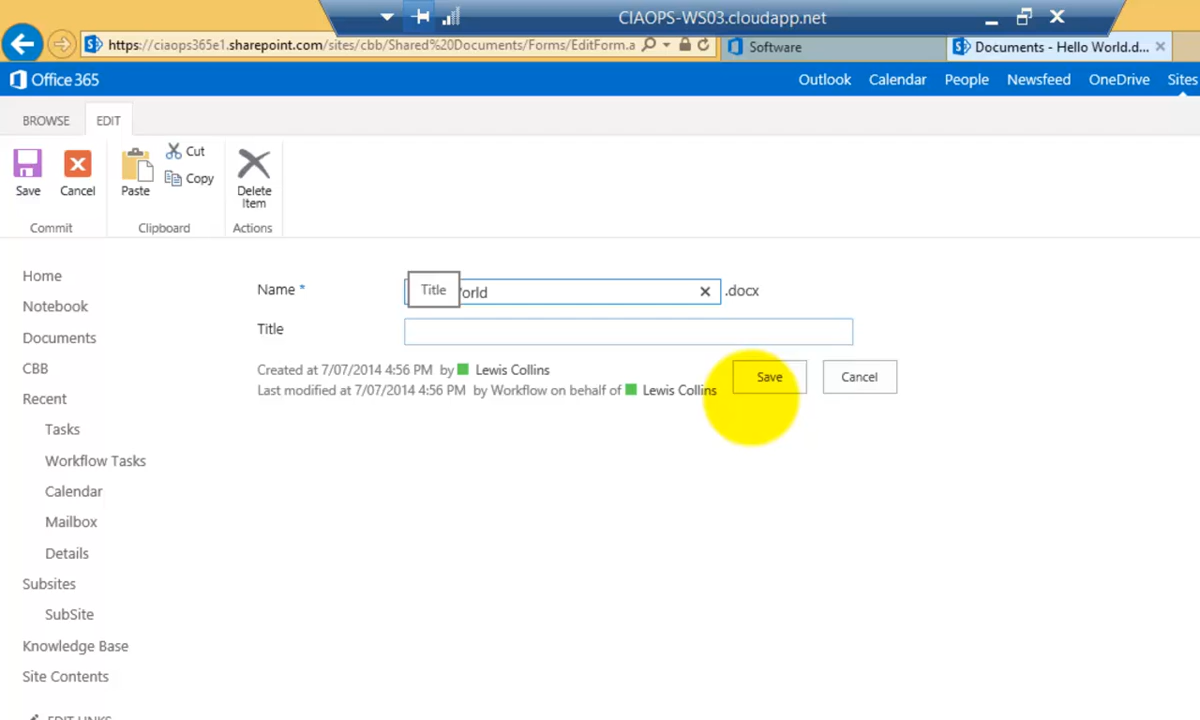 CIAOPS-WS03.cloudapp.net
https://ciaops365e1.sharepoint.com/sites/cbb/Shared%20Documents/Forms/EditForm.a
Software
Documents - Hello World.d...
Office 365
Outlook Calendar People Newsfeed OneDrive Sites
BROWSE EDIT
Save
Cancel
Paste
Cut
Copy
Delete
Item
Commit
Clipboard
Actions
Home
Notebook
Documents
CBB
Recent
Tasks
Workflow Tasks
Calendar
Mailbox
Details
Subsites
SubSite
Knowledge Base
Site Contents
EDIT LINKS
Name *
Title
orld
.docx
Title
Created at 7/07/2014 4:56 PM by Lewis Collins
Last modified at 7/07/2014 4:56 PM by Workflow on behalf of Lewis Collins
Save
Cancel